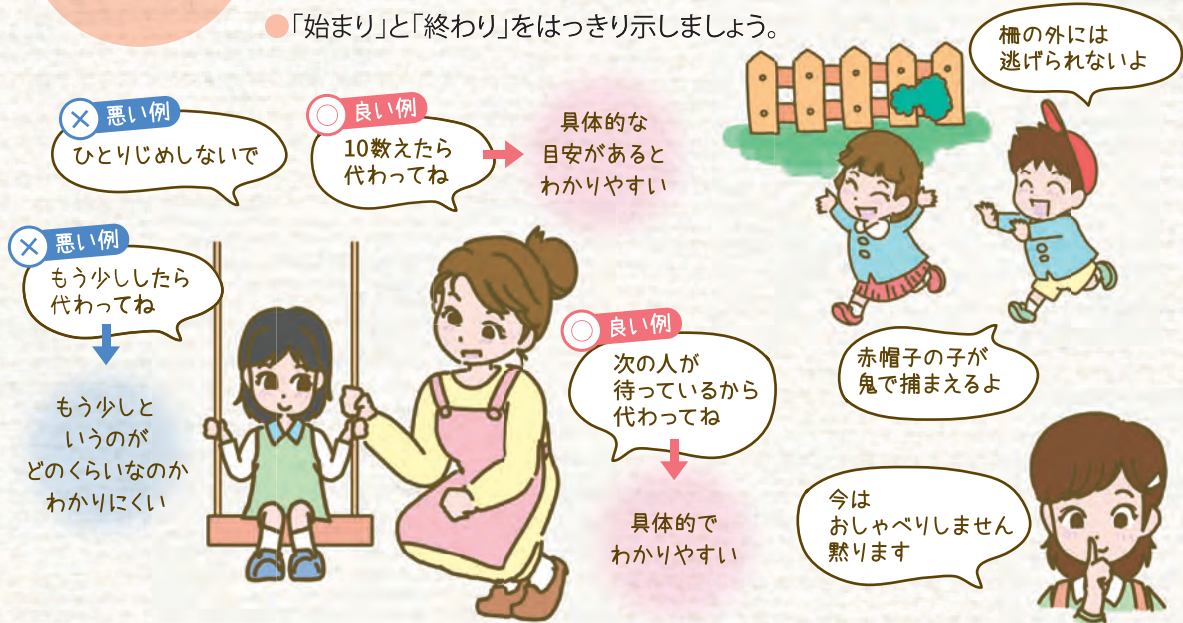 ●「始まり」と「終わり」をはっきり示しましょう。
× 悪い例
ひとりじめしないで
○ 良い例
10数えたら
代わってね
具体的な
目安があると
わかりやすい
× 悪い例
もう少ししたら
代わってね
もう少しと
いうのが
どのくらいなのか
わかりにくい
○ 良い例
次の人が
待っているから
代わってね
具体的で
わかりやすい
柵の外には
逃げられないよ
赤帽子の子が
鬼で捕まえるよ
今は
おしゃべりしません
黙ります